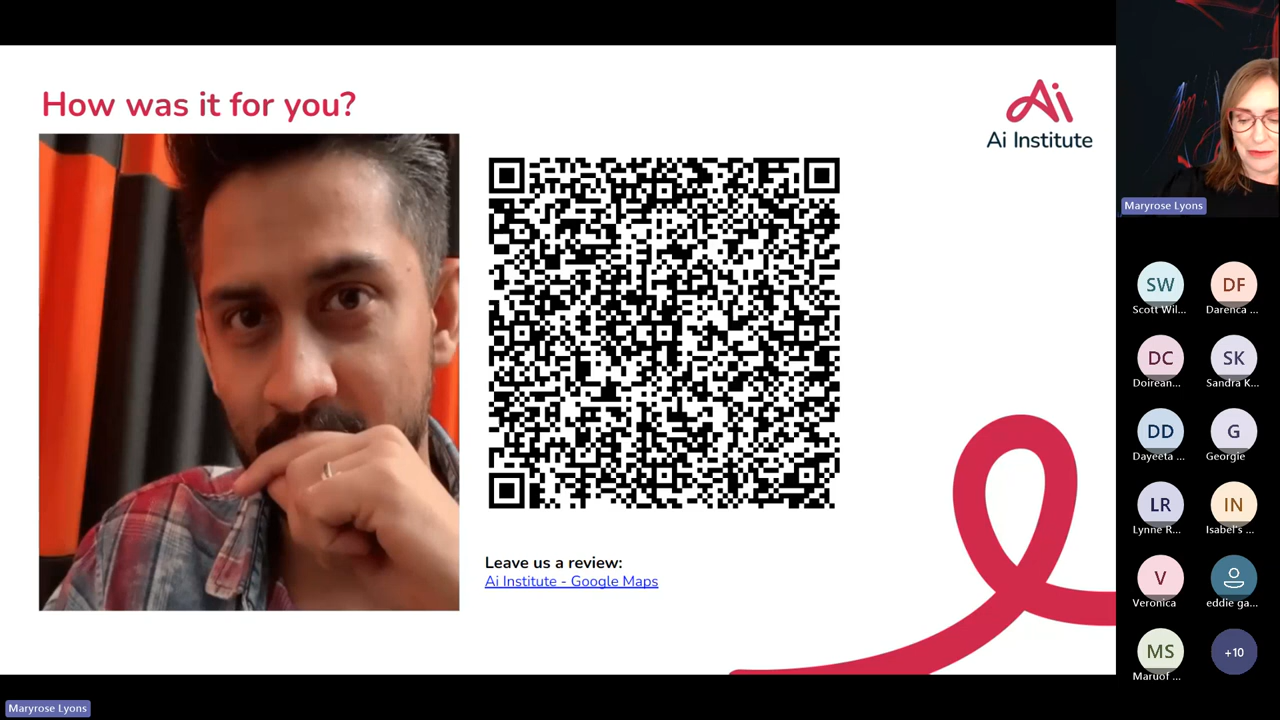 How was it for you?
Ai
Ai Institute
Leave us a review:
Ai Institute - Google Maps
Maryrose Lyons
SW
Scott Wil...
DF
Darenca ...
DC
Doirean...
SK
Sandra K...
DD
Dayeeta ...
G
Georgie
LR
Lynne R...
IN
Isabel's ...
V
Veronica
eddie ga...
MS
Maruof ...
+10
Maryrose Lyons